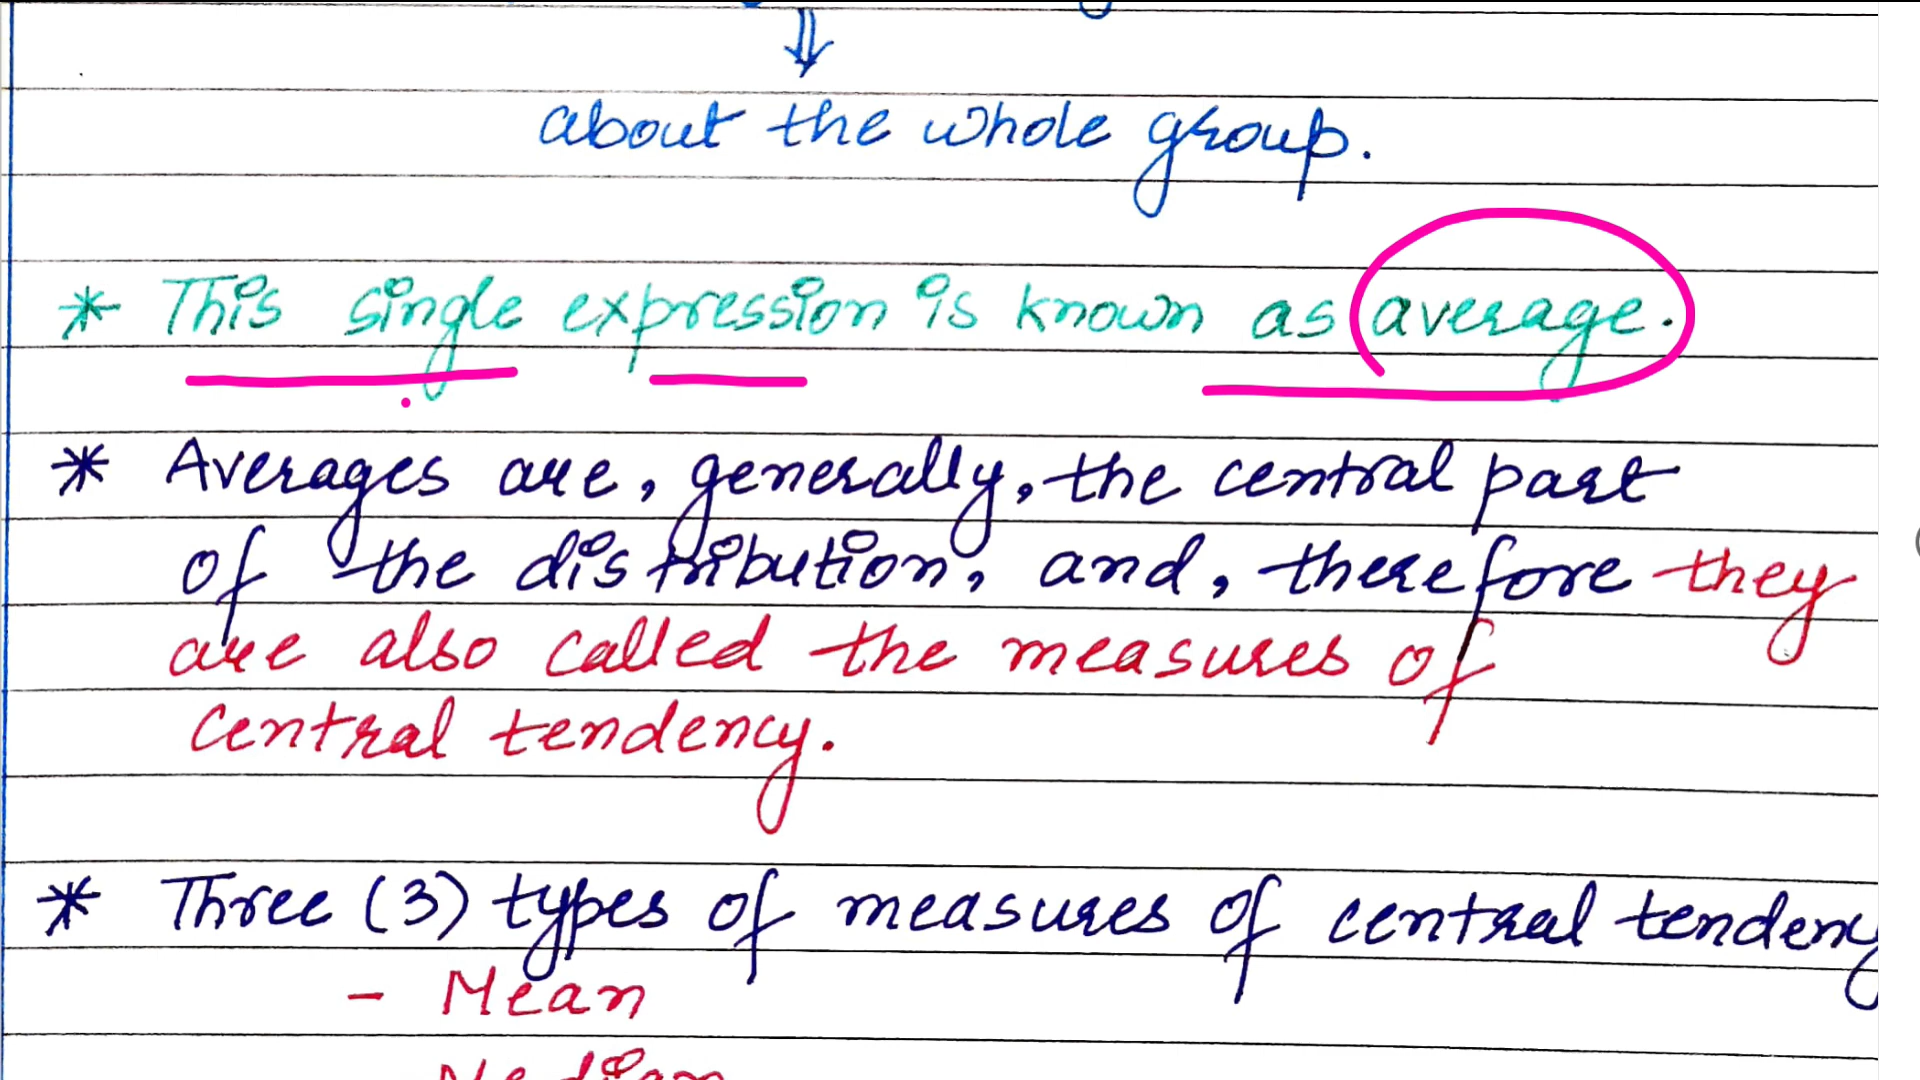 about the whole group.
* This single expression is known as average.
* Averages are, generally, the central part
of the distribution, and, therefore they
are also called the measures of
central tendency.
* Three (3) types of measures of central tendency
- Mean
Median